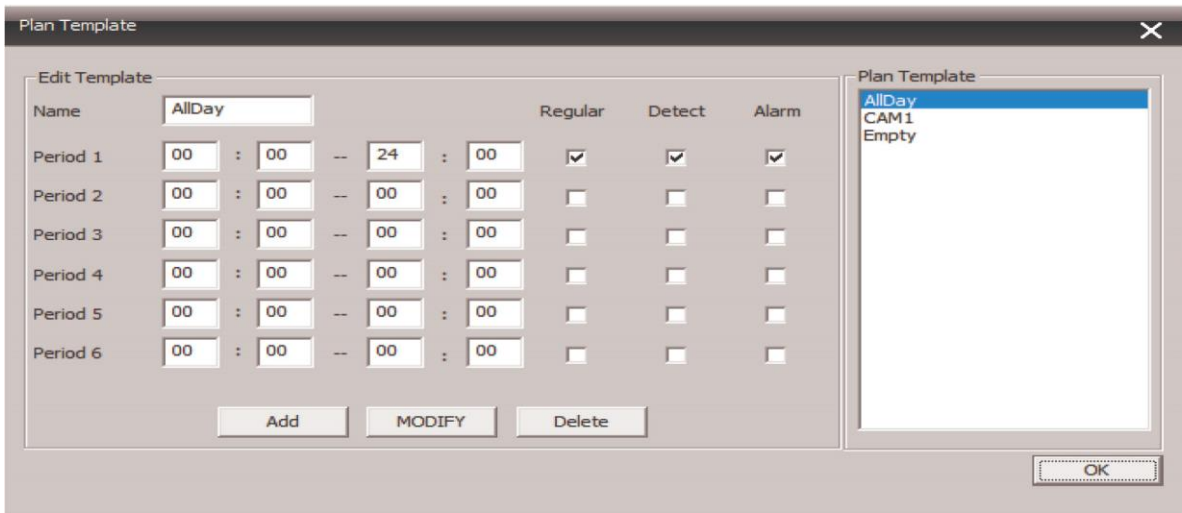 Plan Template
Edit Template
Name AllDay Regular Detect Alarm
Period 1 00 : 00 -- 24 : 00
Period 2 00 : 00 -- 00 : 00
Period 3 00 : 00 -- 00 : 00
Period 4 00 : 00 -- 00 : 00
Period 5 00 : 00 -- 00 : 00
Period 6 00 : 00 -- 00 : 00
Add MODIFY Delete
Plan Template
AllDay
CAM1
Empty
OK